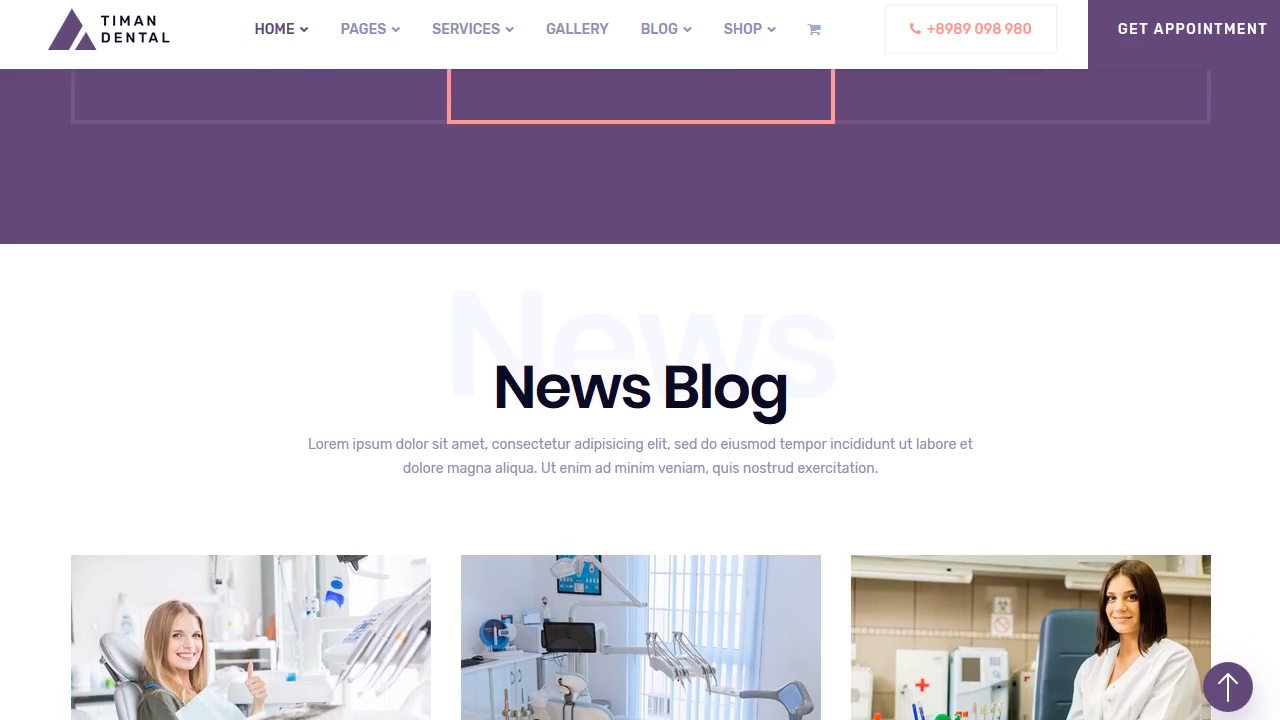 TIMAN
DENTAL
HOME
PAGES
SERVICES
GALLERY
BLOG
SHOP
+8989 098 980
GET APPOINTMENT
News
News Blog
Lorem ipsum dolor sit amet, consectetur adipisicing elit, sed do eiusmod tempor incididunt ut labore et
dolore magna aliqua. Ut enim ad minim veniam, quis nostrud exercitation.